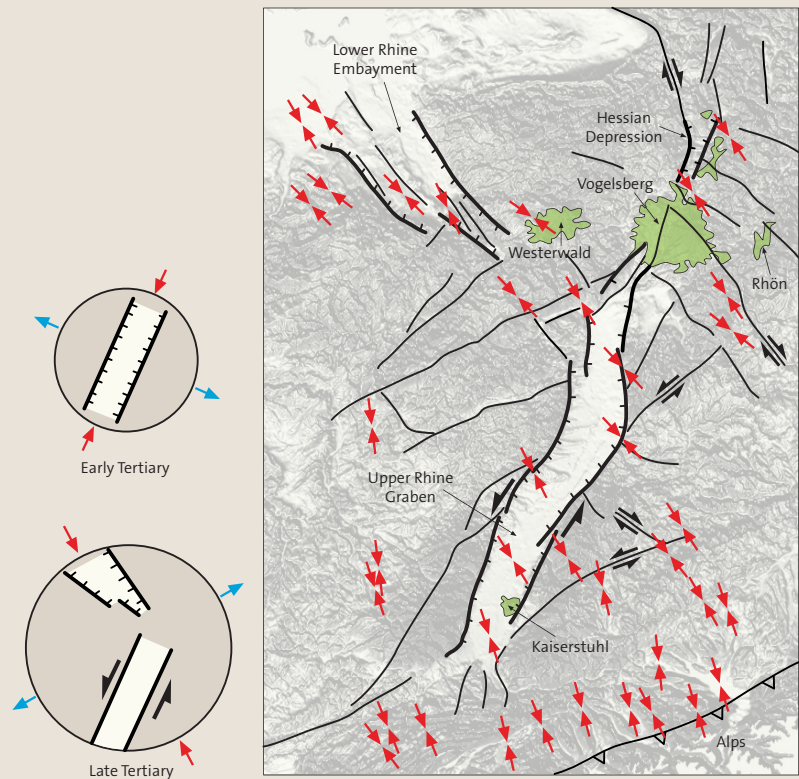 Lower Rhine
Embayment
Hessian
Depression
Vogelsberg
Westerwald
Rhön
Early Tertiary
Upper Rhine
Graben
Kaiserstuhl
Alps
Late Tertiary